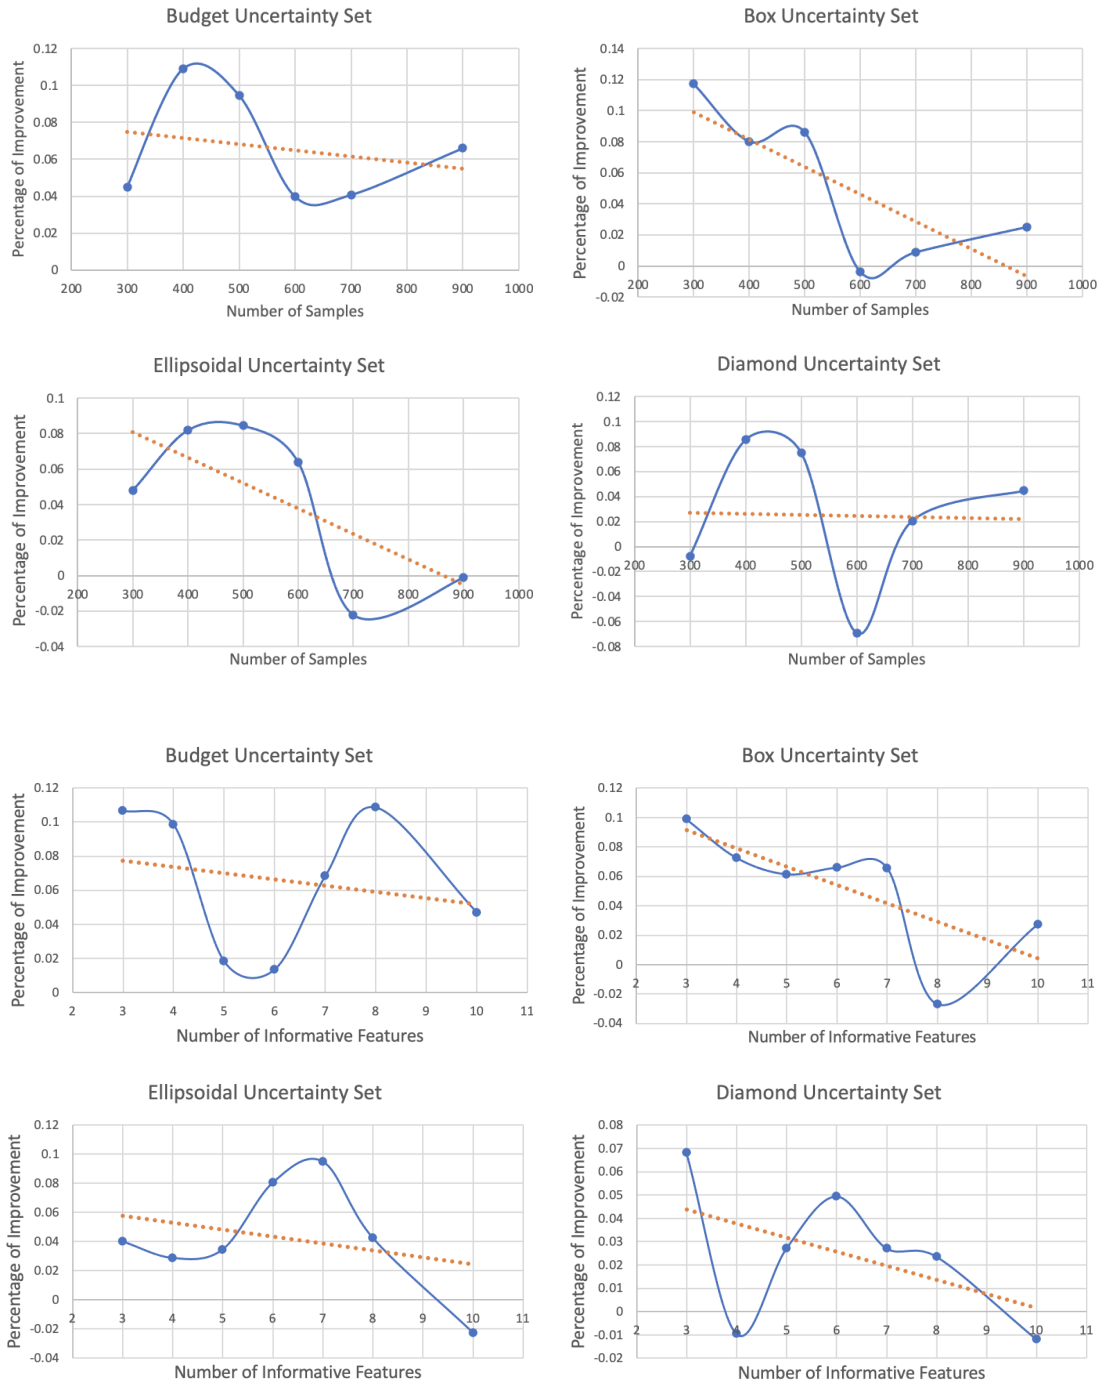 Budget Uncertainty Set
Percentage of Improvement
0.12
0.1
0.08
0.06
0.04
0.02
0
200 300 400 500 600 700 800 900 1000
Number of Samples
Box Uncertainty Set
Percentage of Improvement
0.14
0.12
0.1
0.08
0.06
0.04
0.02
0
-0.02
200 300 400 500 600 700 800 900 1000
Number of Samples
Ellipsoidal Uncertainty Set
Percentage of Improvement
0.1
0.08
0.06
0.04
0.02
0
-0.02
-0.04
200 300 400 500 600 700 800 900 1000
Number of Samples
Diamond Uncertainty Set
Percentage of Improvement
0.12
0.1
0.08
0.06
0.04
0.02
0
-0.02
-0.04
-0.06
-0.08
200 300 400 500 600 700 800 900 1000
Number of Samples
Budget Uncertainty Set
Percentage of Improvement
0.12
0.1
0.08
0.06
0.04
0.02
0
2 3 4 5 6 7 8 9 10 11
Number of Informative Features
Box Uncertainty Set
Percentage of Improvement
0.12
0.1
0.08
0.06
0.04
0.02
0
-0.02
-0.04
2 3 4 5 6 7 8 9 10 11
Number of Informative Features
Ellipsoidal Uncertainty Set
Percentage of Improvement
0.12
0.1
0.08
0.06
0.04
0.02
0
-0.02
-0.04
2 3 4 5 6 7 8 9 10 11
Number of Informative Features
Diamond Uncertainty Set
Percentage of Improvement
0.08
0.07
0.06
0.05
0.04
0.03
0.02
0.01
0
-0.01
-0.02
2 3 4 5 6 7 8 9 10 11
Number of Informative Features